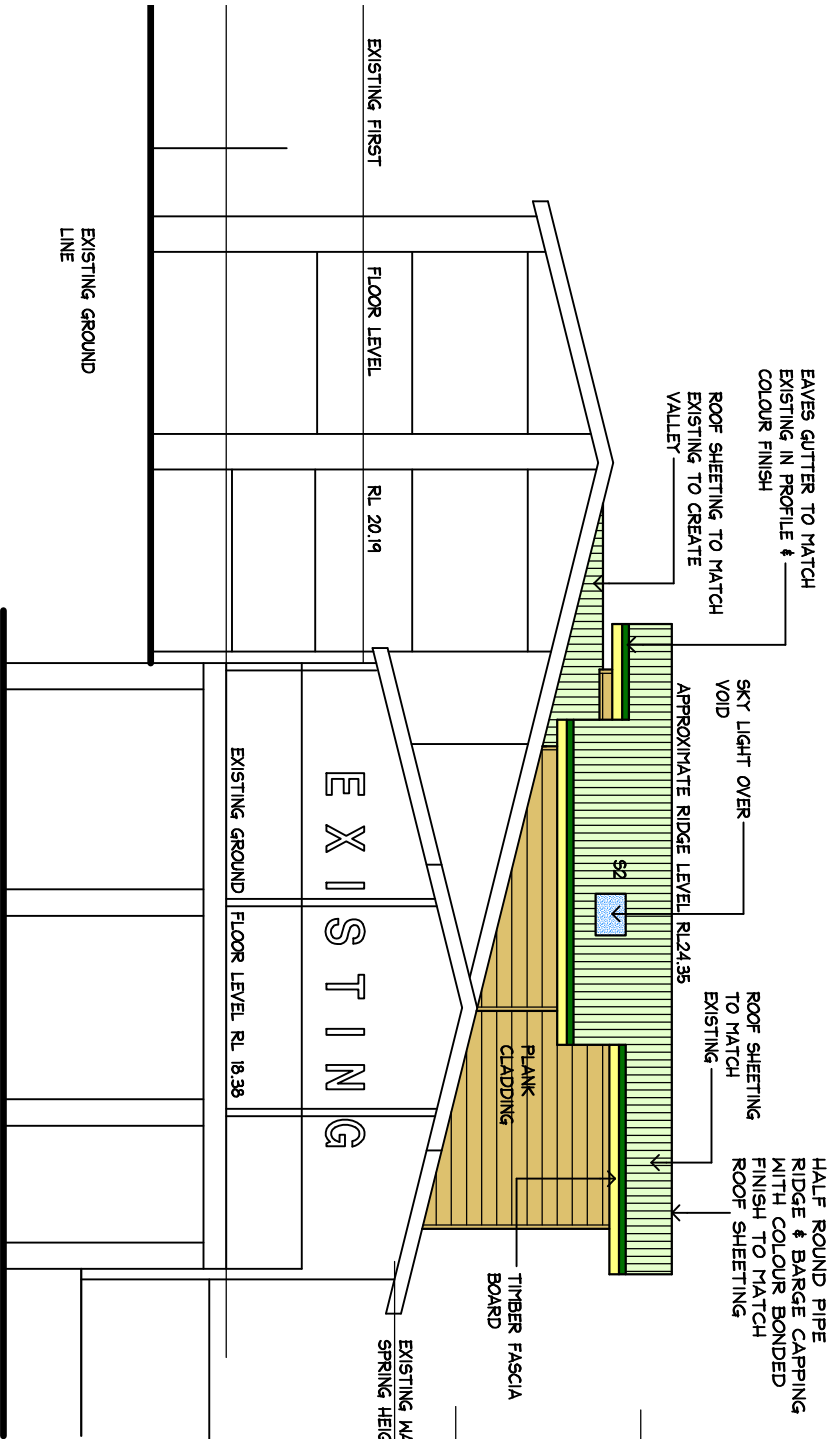 HALF ROUND PIPE
RIDGE & BARGE CAPPING
WITH COLOUR BONDED
FINISH TO MATCH
ROOF SHEETING
EAVES GUTTER TO MATCH
EXISTING IN PROFILE &
COLOUR FINISH
SKY LIGHT OVER
VOID
ROOF SHEETING
TO MATCH
EXISTING
ROOF SHEETING TO MATCH
EXISTING TO CREATE
VALLEY
APPROXIMATE RIDGE LEVEL RL24.35
S2
PLANK
CLADDING
TIMBER FASCIA
BOARD
EXISTING
SPRING
EXISTING FIRST FLOOR LEVEL RL 20.19
EXISTING
EXISTING GROUND FLOOR LEVEL RL 18.38
EXISTING GROUND
LINE